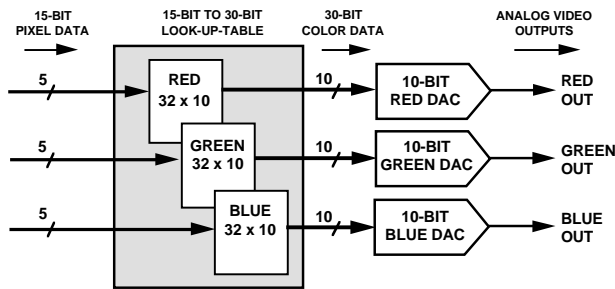 15-BIT
PIXEL DATA
15-BIT TO 30-BIT
LOOK-UP-TABLE
30-BIT
COLOR DATA
ANALOG VIDEO
OUTPUTS
5
RED
32 x 10
10
10-BIT
RED DAC
RED
OUT
5
GREEN
32 x 10
10
10-BIT
GREEN DAC
GREEN
OUT
5
BLUE
32 x 10
10
10-BIT
BLUE DAC
BLUE
OUT